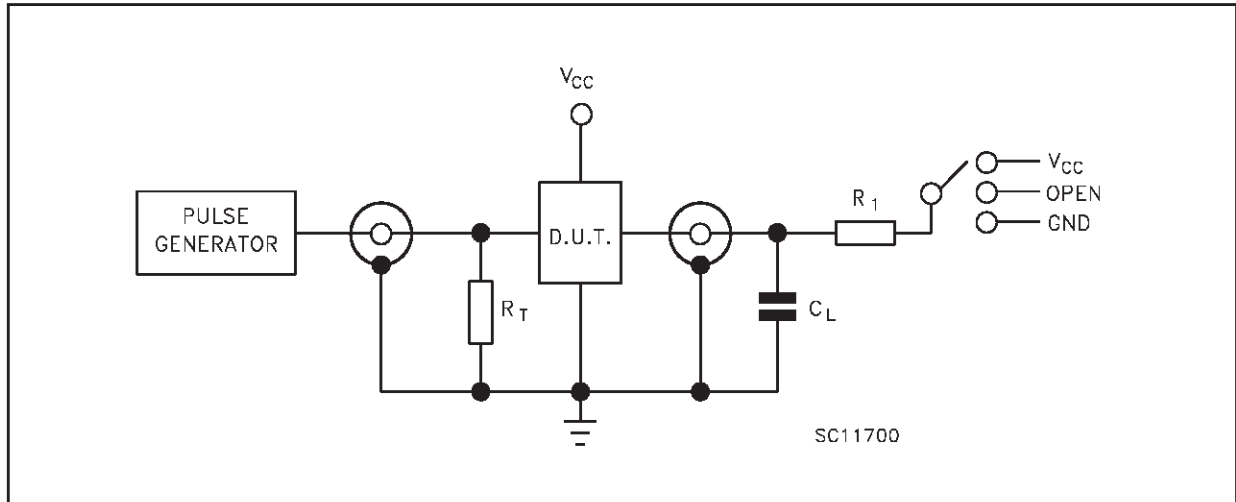 VCC
PULSE
GENERATOR
D.U.T.
RT
CL
R1
VCC
OPEN
GND
SC11700